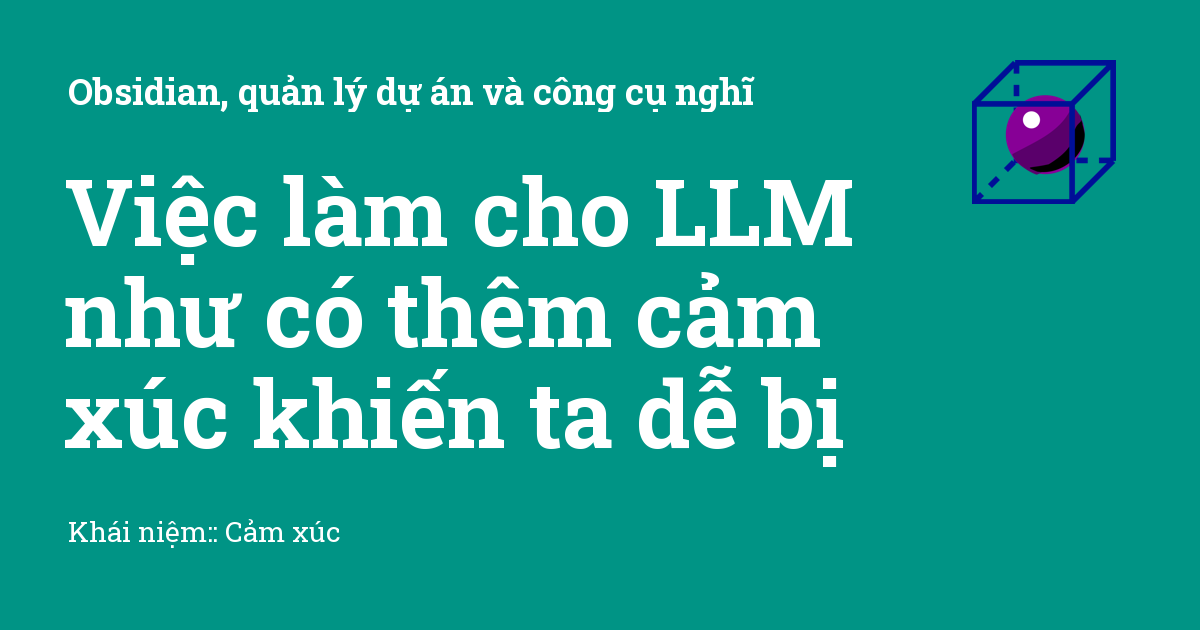 Obsidian, quản lý dự án và công cụ nghĩ
Việc làm cho LLM
như có thêm cảm
xúc khiến ta dễ bị
Khái niệm:: Cảm xúc